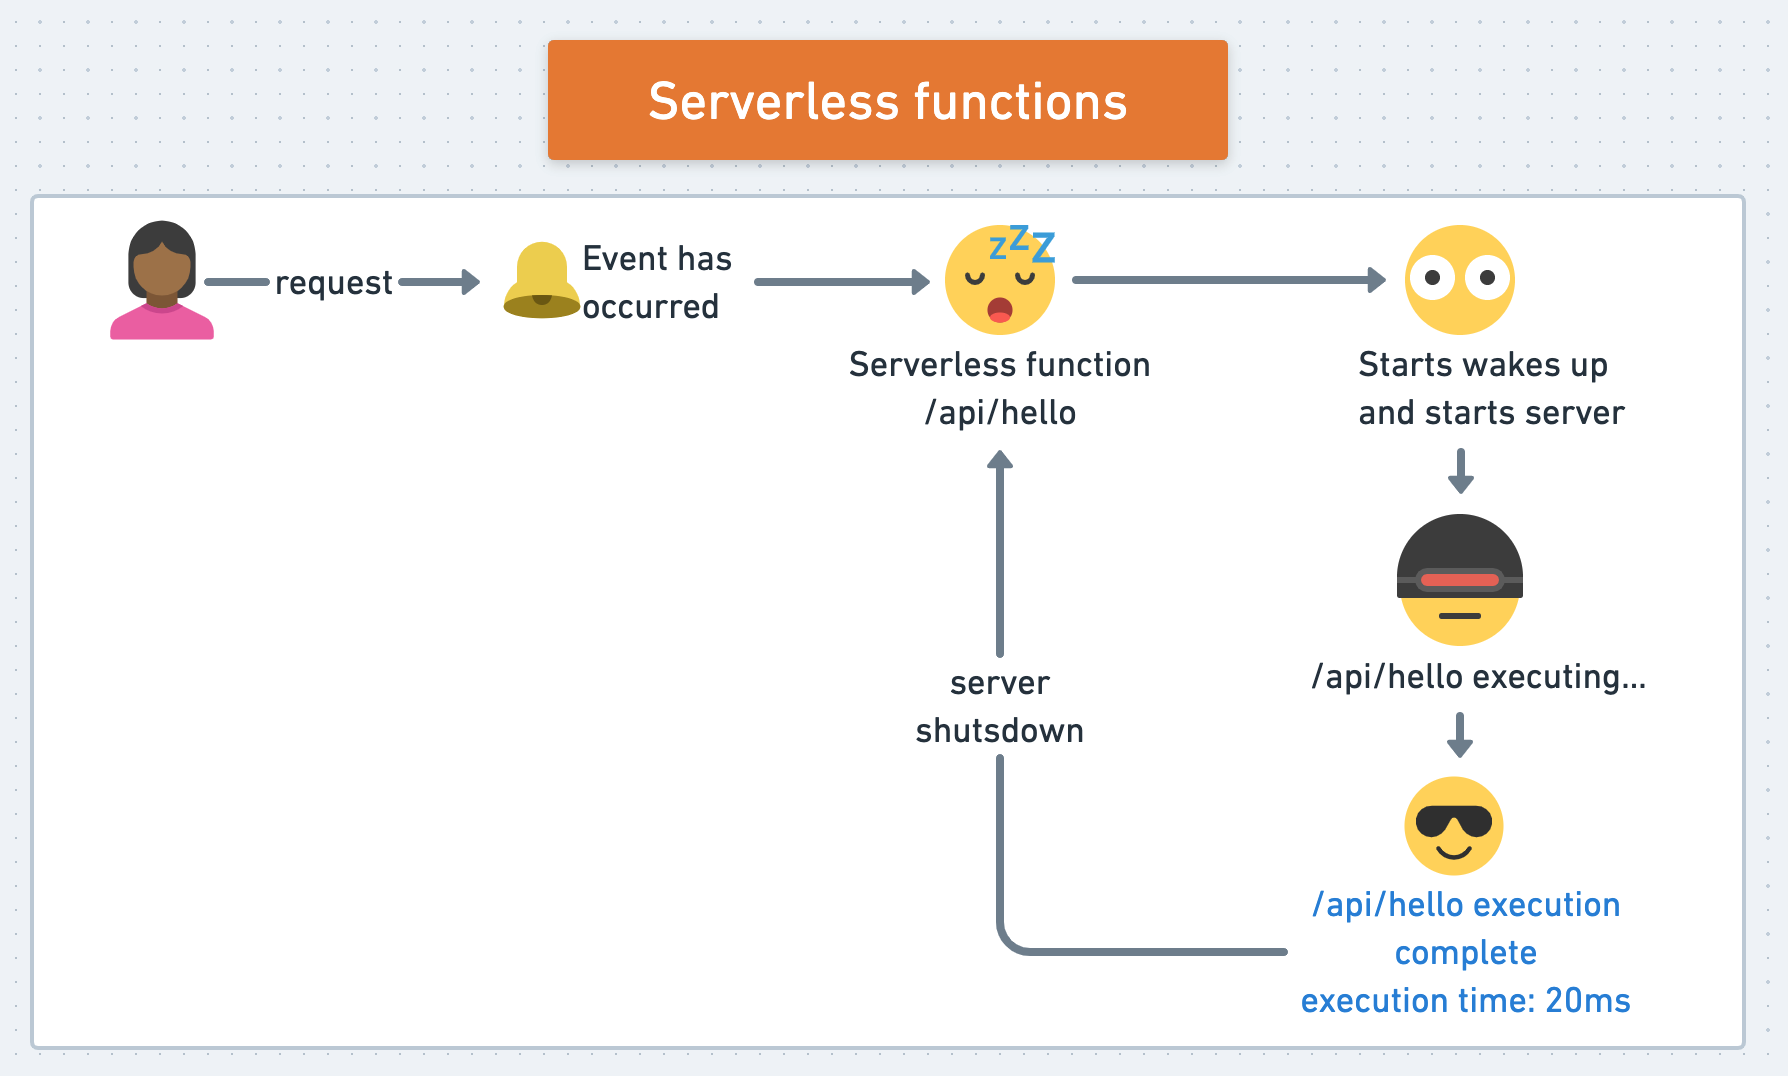 Serverless functions
request
Event has
occurred
zzz
Serverless function
/api/hello
Starts wakes up
and starts server
/api/hello executing...
server
shutsdown
/api/hello execution
complete
execution time: 20ms